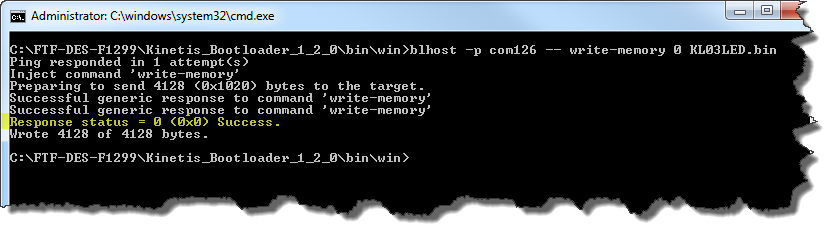 Administrator: C:\windows\system32\cmd.exe
C:\FTF-DES-F1299\Kinetis_Bootloader_1_2_0\bin\win>blhost -p com126 -- write-memory 0 KL03LED.bin
Ping responded in 1 attempt(s)
Inject command 'write-memory'
Preparing to send 4128 (0x1020) bytes to the target.
Successful generic response to command 'write-memory'
Successful generic response to command 'write-memory'
Response status = 0 (0x0) Success.
Wrote 4128 of 4128 bytes.
C:\FTF-DES-F1299\Kinetis_Bootloader_1_2_0\bin\win>